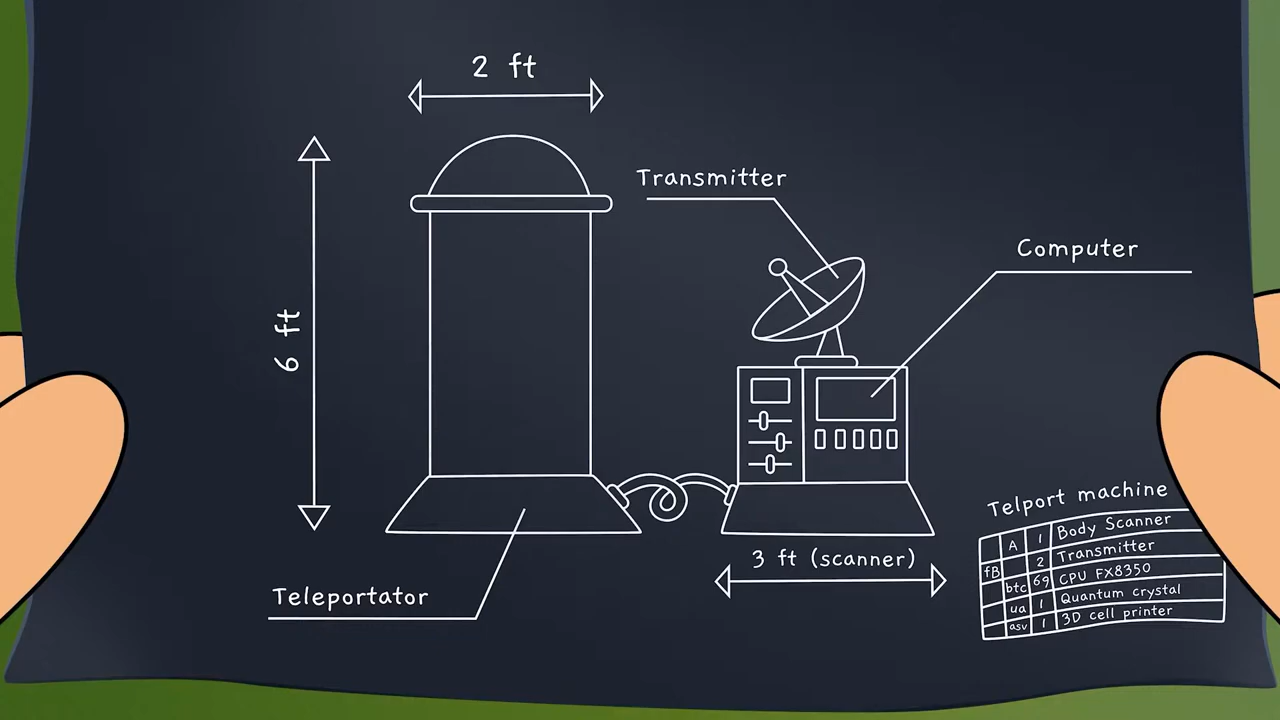 2 ft
Transmitter
Computer
6 ft
Telport machine
A 1 Body Scanner
2 Transmitter
fB btc 69 CPU FX8350
ua 1 Quantum crystal
asv 1 3D cell printer
3 ft (scanner)
Teleportator